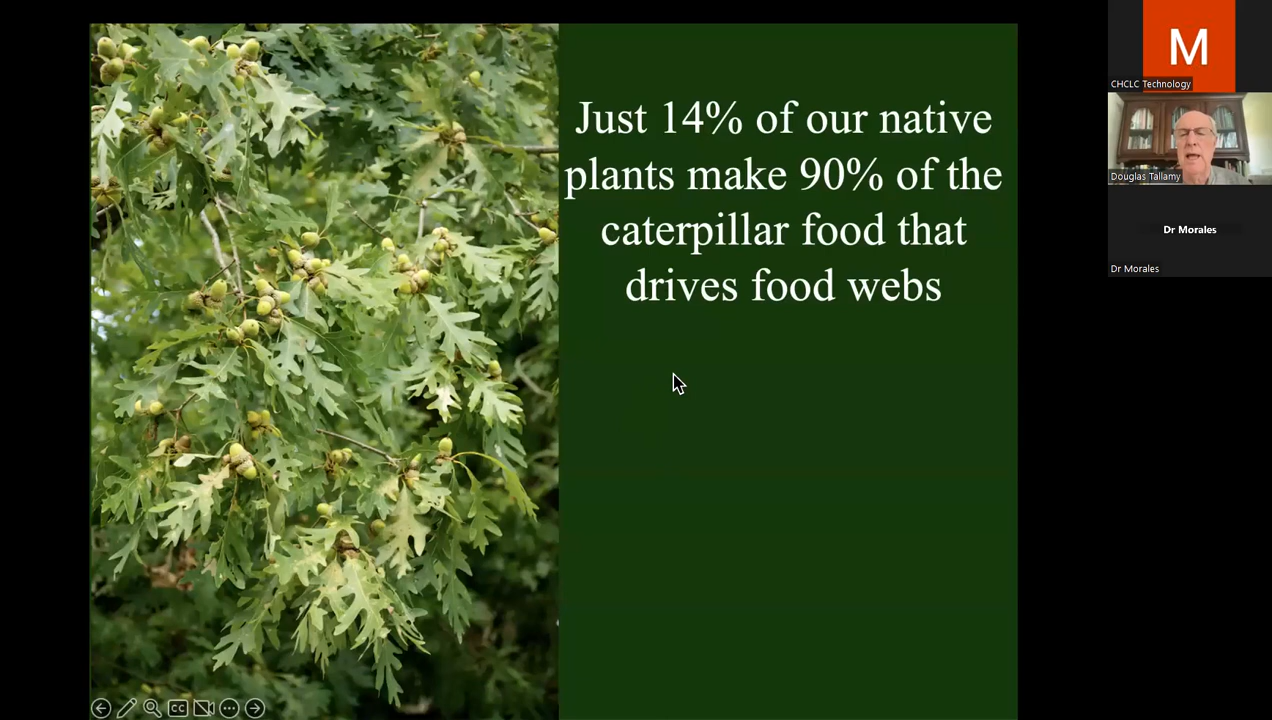 Just 14% of our native
plants make 90% of the
caterpillar food that
drives food webs
M
CHCLC Technology
Douglas Tallamy
Dr Morales
Dr Morales
CC